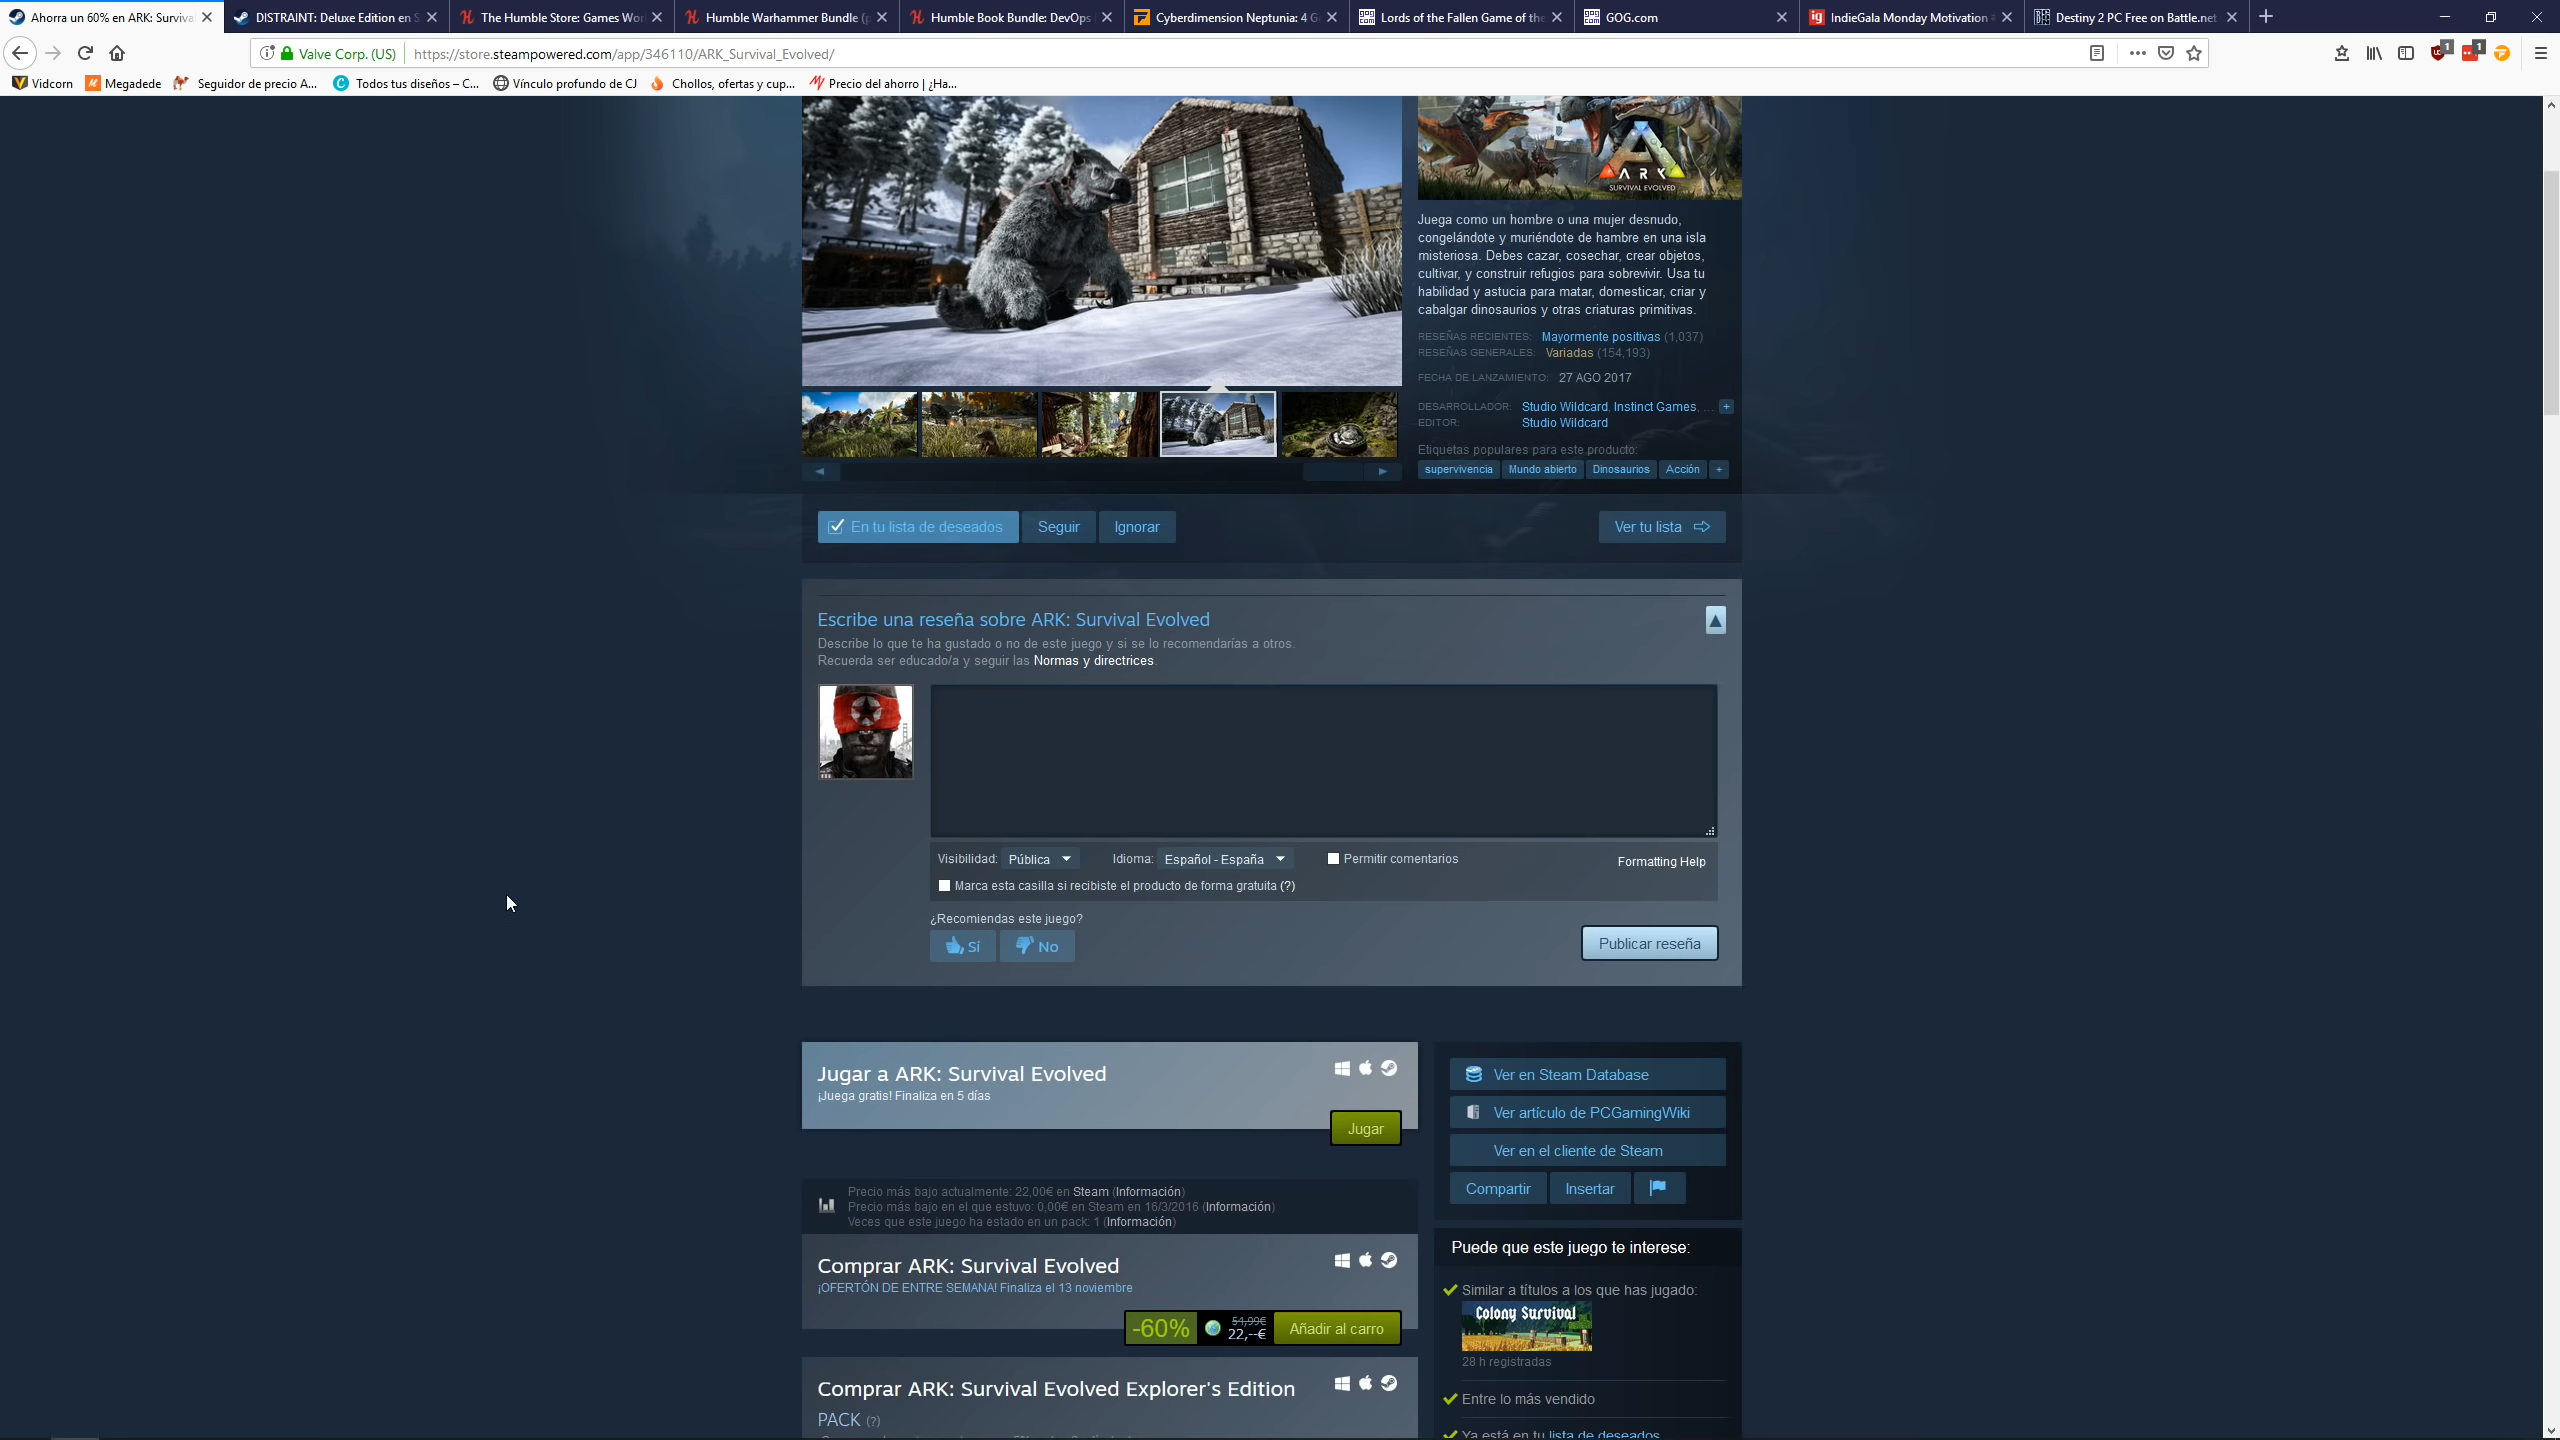 Ahorra un 60% en ARK: Surviva
DISTRAINT: Deluxe Edition en S
The Humble Store: Games Wor
Humble Warhammer Bundle (p
Humble Book Bundle: DevOps
Cyberdimension Neptunia: 4 G
Lords of the Fallen Game of the
GOG.com
IndieGala Monday Motivation
Destiny 2 PC Free on Battle.net
Valve Corp. (US)
https://store.steampowered.com/app/346110/ARK_Survival_Evolved/
1
1
Vidcorn
Megadede
Seguidor de precio A...
Todos tus diseños – C...
Vínculo profundo de CJ
Chollos, ofertas y cup...
Precio del ahorro | ¿Ha...
ARK
SURVIVAL EVOLVED
Juega como un hombre o una mujer desnudo,
congelándote y muriéndote de hambre en una isla
misteriosa. Debes cazar, cosechar, crear objetos,
cultivar, y construir refugios para sobrevivir. Usa tu
habilidad y astucia para matar, domesticar, criar y
cabalgar dinosaurios y otras criaturas primitivas.
RESEÑAS RECIENTES: Mayormente positivas (1,037)
RESEÑAS GENERALES: Variadas (154,193)
FECHA DE LANZAMIENTO: 27 AGO 2017
DESARROLLADOR: Studio Wildcard, Instinct Games, ... +
EDITOR: Studio Wildcard
Etiquetas populares para este producto:
supervivencia Mundo abierto Dinosaurios Acción +
En tu lista de deseados Seguir Ignorar
Ver tu lista
Escribe una reseña sobre ARK: Survival Evolved
Describe lo que te ha gustado o no de este juego y si se lo recomendarías a otros.
Recuerda ser educado/a y seguir las Normas y directrices.
Visibilidad: Pública Idioma: Español - España Permitir comentarios Formatting Help
Marca esta casilla si recibiste el producto de forma gratuita (?)
¿Recomiendas este juego?
Sí No
Publicar reseña
Jugar a ARK: Survival Evolved
¡Juega gratis! Finaliza en 5 días
Jugar
Precio más bajo actualmente: 22,00€ en Steam (Información)
Precio más bajo en el que estuvo: 0,00€ en Steam en 16/3/2016 (Información)
Veces que este juego ha estado en un pack: 1 (Información)
Comprar ARK: Survival Evolved
¡OFERTÓN DE ENTRE SEMANA! Finaliza el 13 noviembre
-60%
54,99€
22,--€
Añadir al carro
Comprar ARK: Survival Evolved Explorer's Edition
PACK (?)
Ver en Steam Database
Ver artículo de PCGamingWiki
Ver en el cliente de Steam
Compartir Insertar
Puede que este juego te interese:
Similar a títulos a los que has jugado:
Colony Survival
28 h registradas
Entre lo más vendido
Ya está en tu lista de deseados